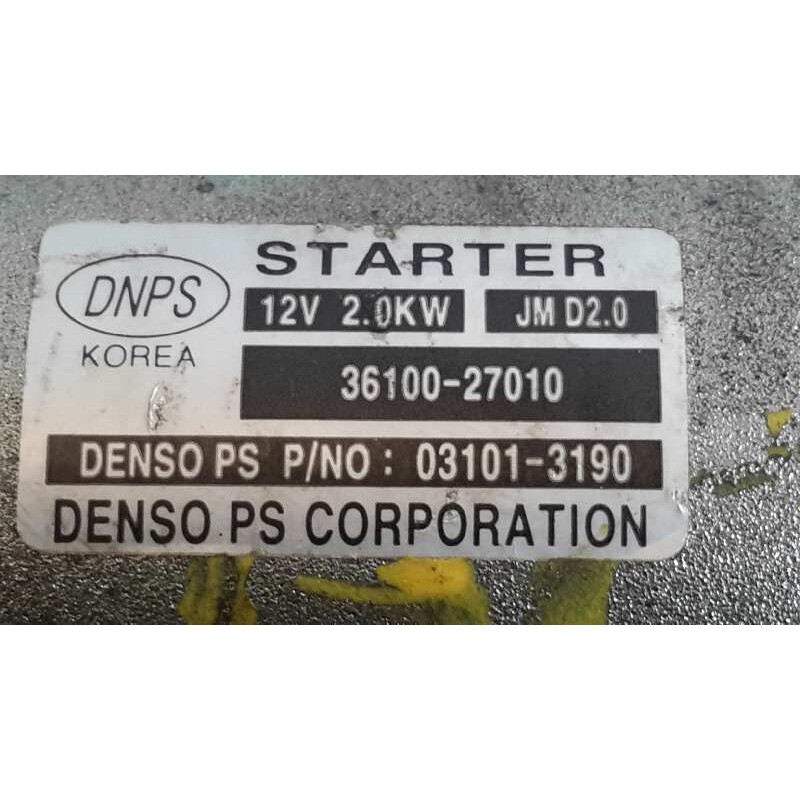 STARTER
DNPS
KOREA
12V 2.0KW JM D2.0
36100-27010
DENSO PS P/NO : 03101-3190
DENSO PS CORPORATION